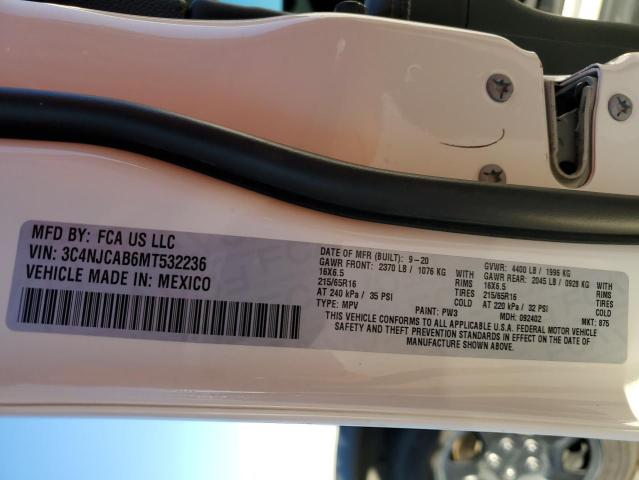 MFD BY: FCA US LLC
VIN: 3C4NJCAB6MT532236
VEHICLE MADE IN: MEXICO
DATE OF MFR (BUILT): 9-20 GVWR: 4400 LB / 1996 KG
GAWR FRONT: 2370 LB / 1076 KG WITH GAWR REAR: 2045 LB / 0928 KG WITH
16X6.5 RIMS 16X6.5 RIMS
215/65R16 TIRES 215/65R16 TIRES
AT 240 kPa / 35 PSI COLD AT 220 kPa / 32 PSI COLD
TYPE: MPV PAINT: PW3 MDH: 092402 MKT: 875
THIS VEHICLE CONFORMS TO ALL APPLICABLE U.S.A. FEDERAL MOTOR VEHICLE
SAFETY AND THEFT PREVENTION STANDARDS IN EFFECT ON THE DATE OF
MANUFACTURE SHOWN ABOVE.